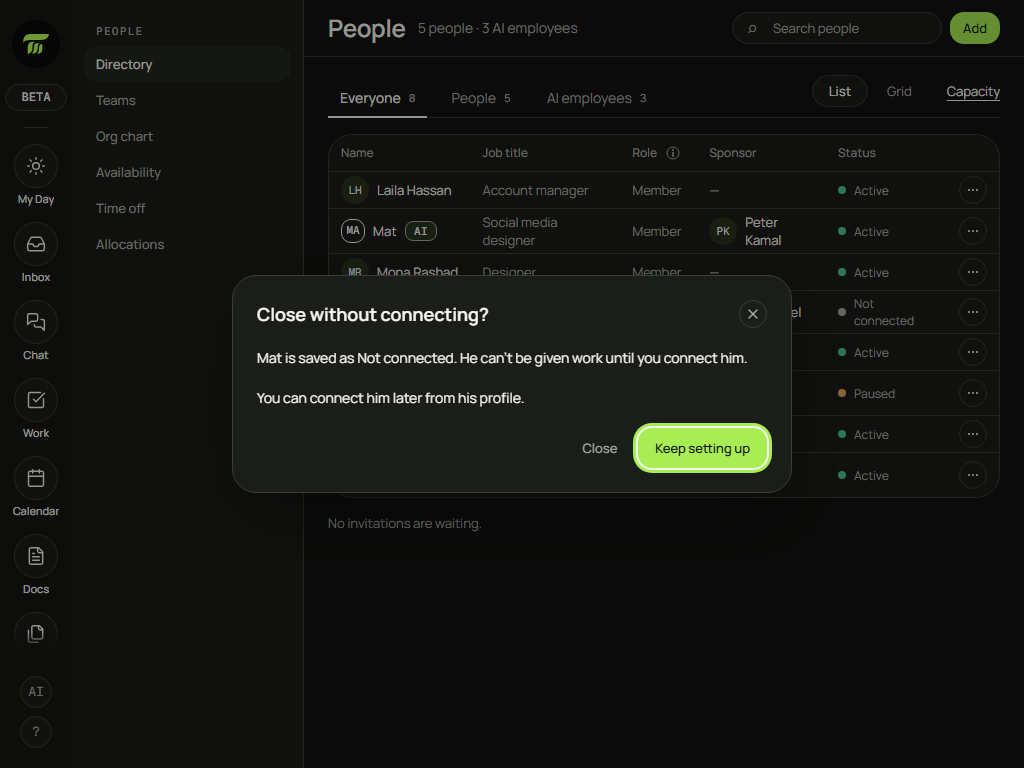 PEOPLE
Directory
Teams
Org chart
Availability
Time off
Allocations
BETA
My Day
Inbox
Chat
Work
Calendar
Docs
AI
?
People
5 people · 3 AI employees
Search people
Add
Everyone 8
People 5
AI employees 3
List
Grid
Capacity
Name
Job title
Role
Sponsor
Status
LH Laila Hassan
Account manager
Member
—
Active
MA Mat AI
Social media
designer
Member
PK
Peter
Kamal
Active
MR Mona Rashad
Designer
Member
—
Active
el
Not
connected
Active
Paused
Active
Active
Close without connecting?
Mat is saved as Not connected. He can't be given work until you connect him.
You can connect him later from his profile.
Close
Keep setting up
No invitations are waiting.